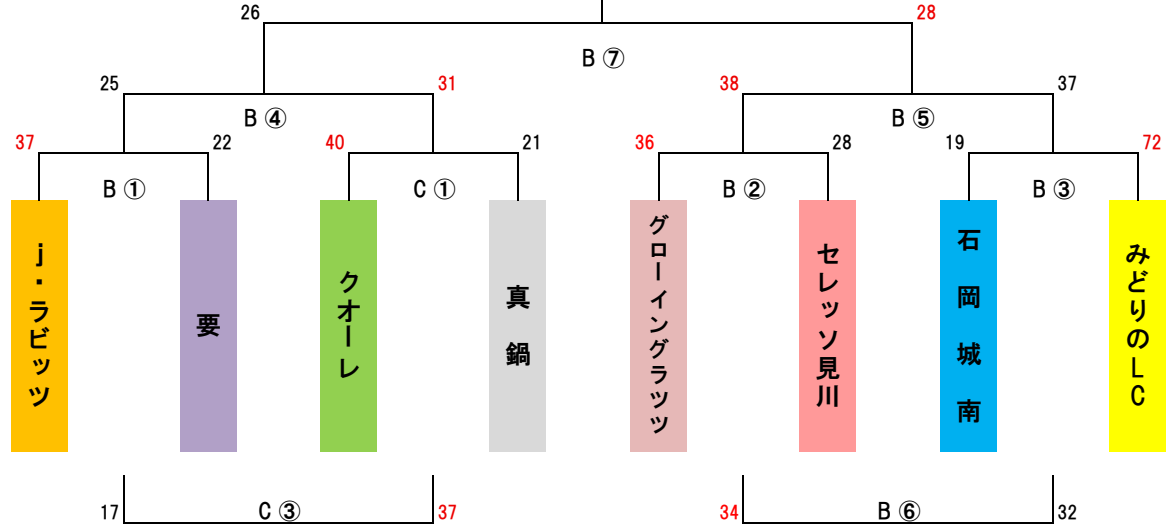 26
28
B ⑦
25
31
38
37
B ④
B ⑤
37
22
40
21
36
28
19
72
B ①
C ①
B ②
B ③
j・ラビッツ
要
クオーレ
真鍋
グローイングラッツ
セレッソ見川
石岡城南
みどりのLC
17
C ③
37
34
B ⑥
32